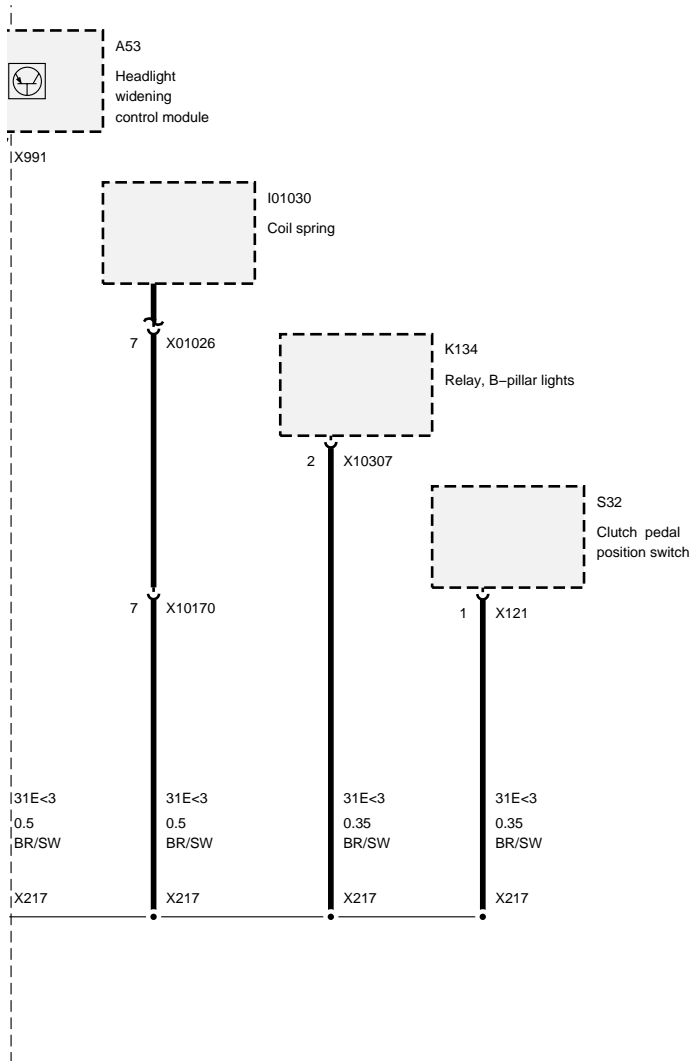 A53
Headlight
widening
control module
X991
I01030
Coil spring
7 X01026
K134
Relay, B−pillar lights
2 X10307
S32
Clutch pedal
position switch
7 X10170
1 X121
31E<3 31E<3 31E<3 31E<3
0.5 0.5 0.35 0.35
BR/SW BR/SW BR/SW BR/SW
X217 X217 X217 X217